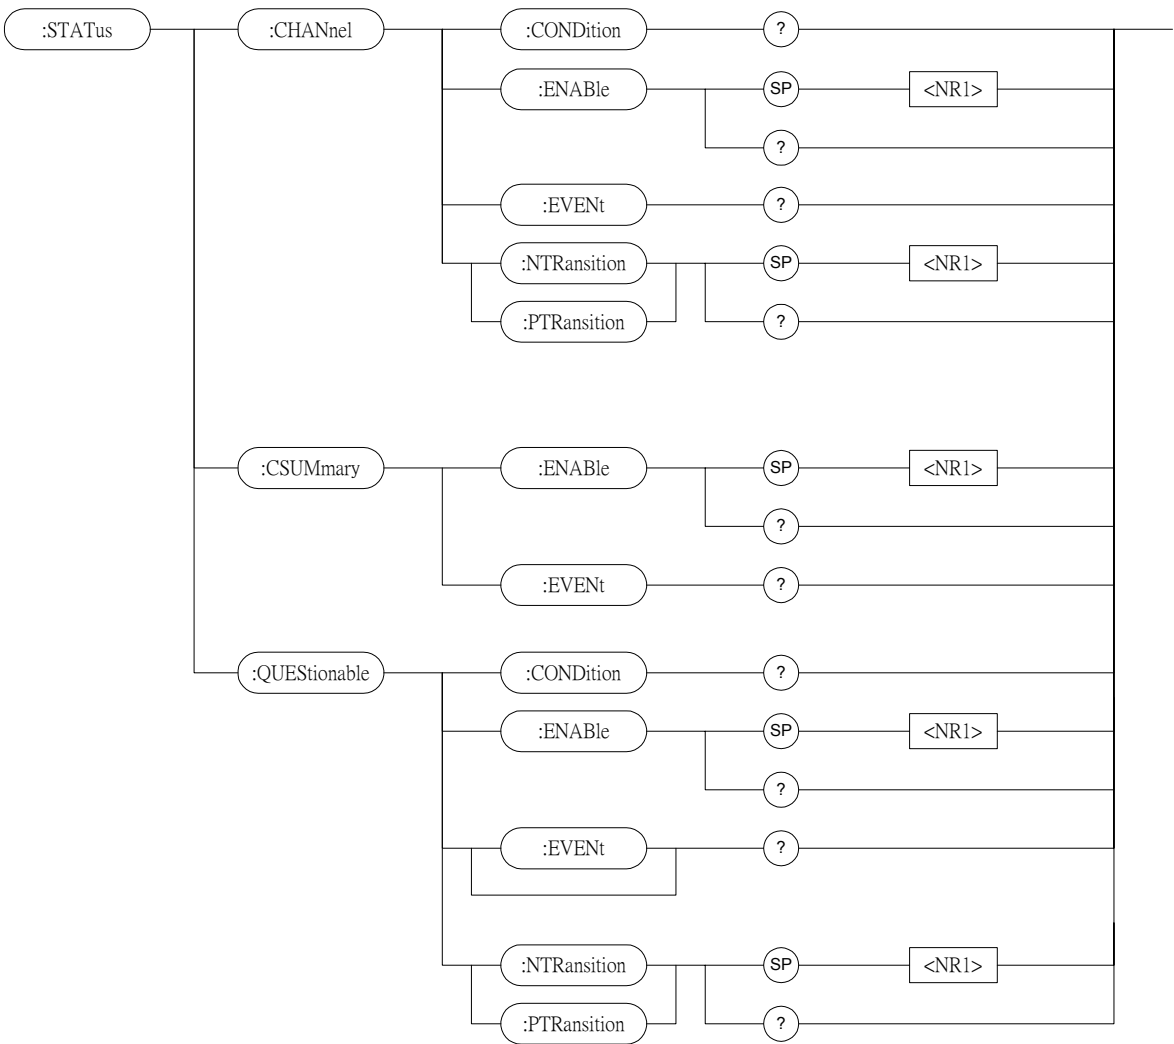 :STATus :CHANnel :CONDition ?
:ENABle SP <NR1>
?
:EVENt ?
:NTRansition SP <NR1>
:PTRansition ?
:CSUMmary :ENABle SP <NR1>
?
:EVENt ?
:QUEStionable :CONDition ?
:ENABle SP <NR1>
?
:EVENt ?
:NTRansition SP <NR1>
:PTRansition ?